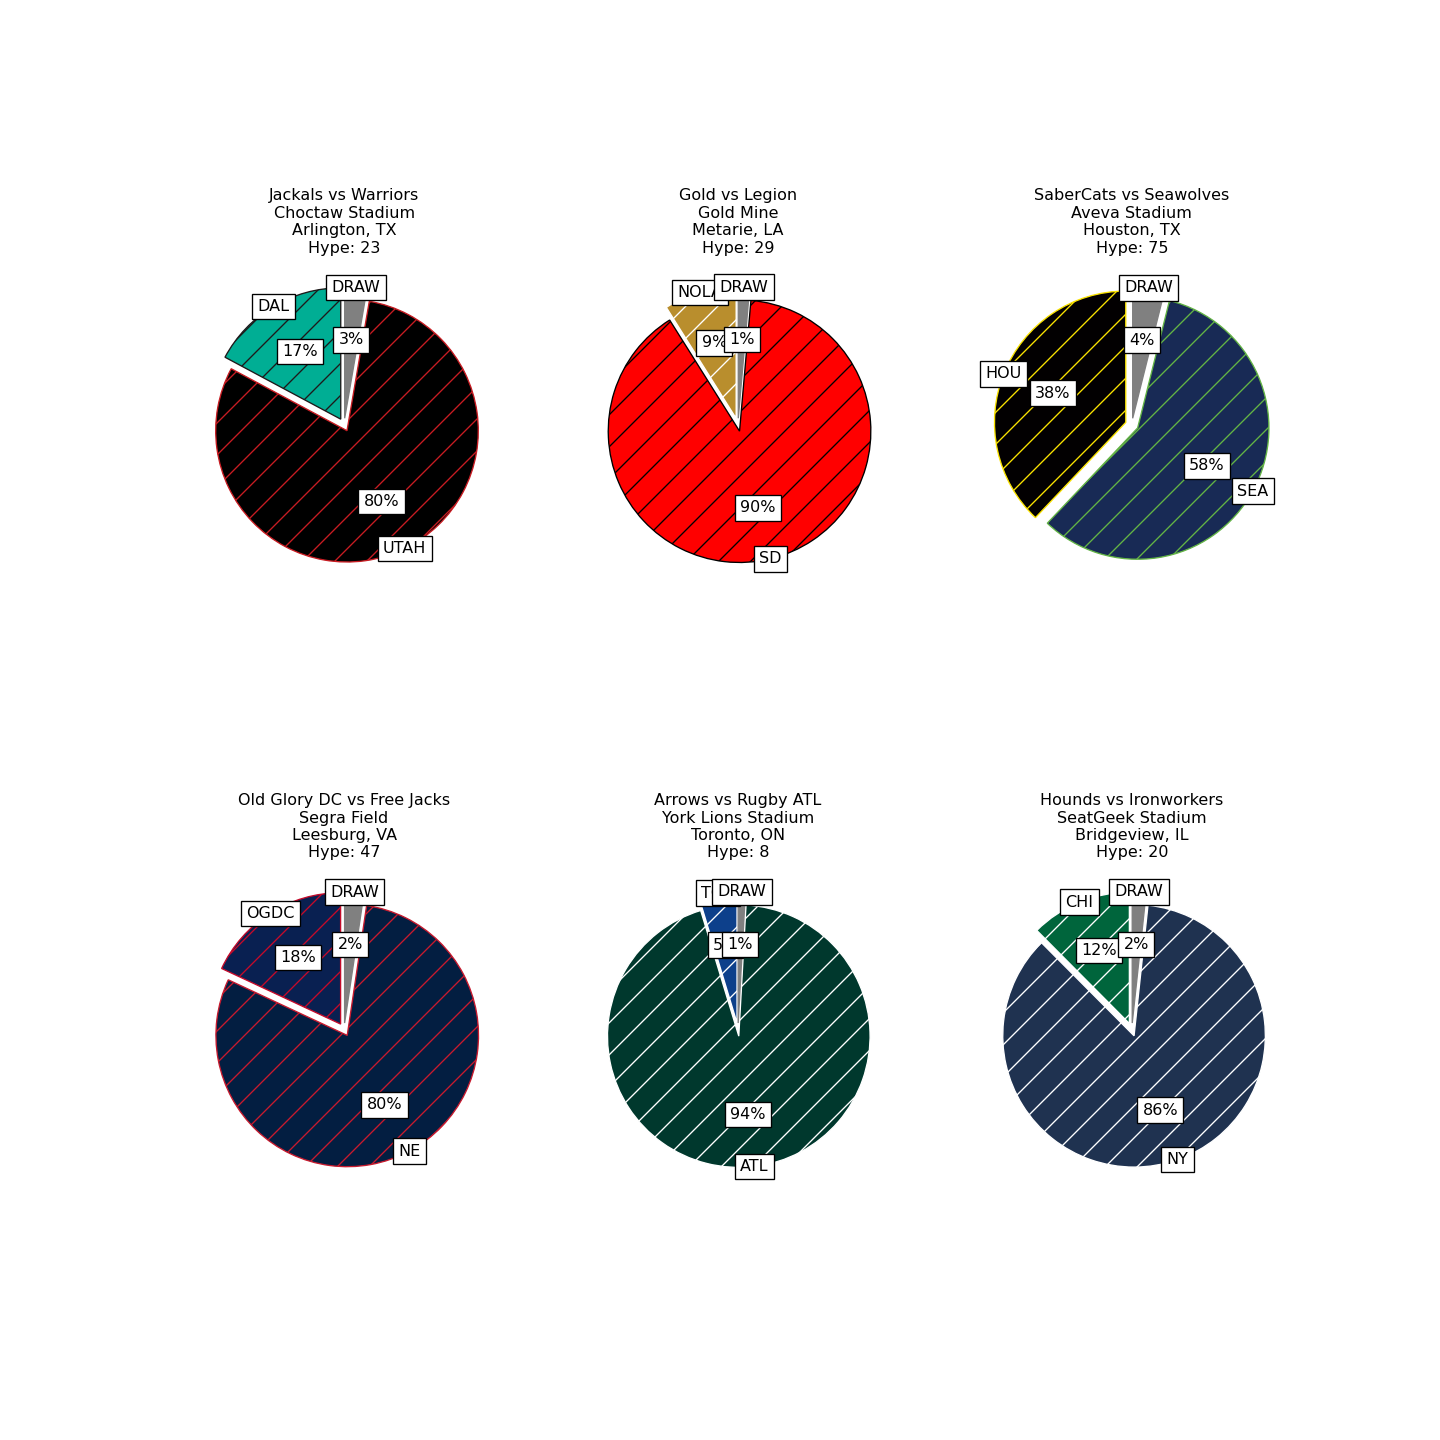 Jackals vs Warriors
Choctaw Stadium
Arlington, TX
Hype: 23
DRAW
DAL
3%
17%
80%
UTAH
Gold vs Legion
Gold Mine
Metarie, LA
Hype: 29
NOLA
DRAW
9%
1%
90%
SD
SaberCats vs Seawolves
Aveva Stadium
Houston, TX
Hype: 75
DRAW
4%
HOU
38%
58%
SEA
Old Glory DC vs Free Jacks
Segra Field
Leesburg, VA
Hype: 47
DRAW
OGDC
2%
18%
80%
NE
Arrows vs Rugby ATL
York Lions Stadium
Toronto, ON
Hype: 8
DRAW
1%
94%
ATL
Hounds vs Ironworkers
SeatGeek Stadium
Bridgeview, IL
Hype: 20
CHI
DRAW
12%
2%
86%
NY